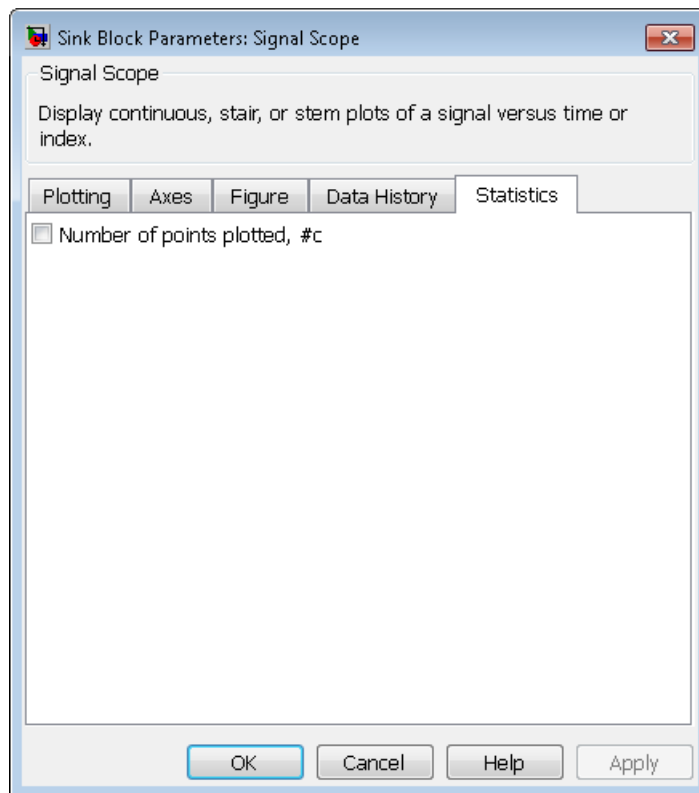 Sink Block Parameters: Signal Scope
Signal Scope
Display continuous, stair, or stem plots of a signal versus time or
index.
Plotting Axes Figure Data History Statistics
Number of points plotted, #c
OK Cancel Help Apply